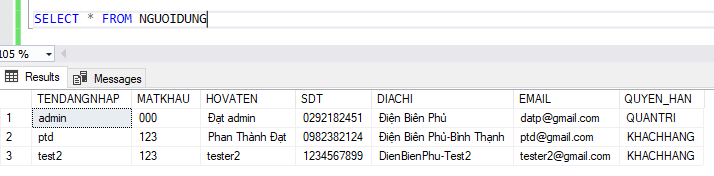 SELECT * FROM NGUOIDUNG
105 %
Results Messages
TENDANGNHAP MATKHAU HOVATEN SDT DIACHI EMAIL QUYEN_HAN
1 admin 000 Đạt admin 0292182451 Điện Biên Phủ datp@gmail.com QUANTRI
2 ptd 123 Phan Thành Đạt 0982382124 Điện Biên Phủ-Bình Thạnh ptd@gmail.com KHACHHANG
3 test2 123 tester2 1234567899 DienBienPhu-Test2 tester2@gmail.com KHACHHANG